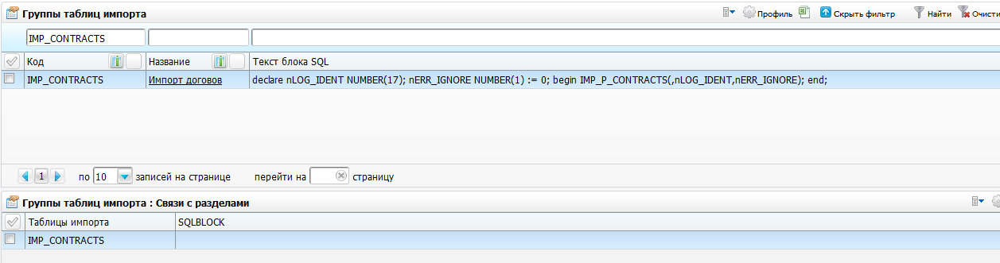 Группы таблиц импорта
Профиль Скрыть фильтр Найти Очисти
IMP_CONTRACTS
Код Название Текст блока SQL
IMP_CONTRACTS Импорт договов declare nLOG_IDENT NUMBER(17); nERR_IGNORE NUMBER(1) := 0; begin IMP_P_CONTRACTS(,nLOG_IDENT,nERR_IGNORE); end;
1 по 10 записей на странице перейти на страницу
Группы таблиц импорта : Связи с разделами
Таблицы импорта SQLBLOCK
IMP_CONTRACTS